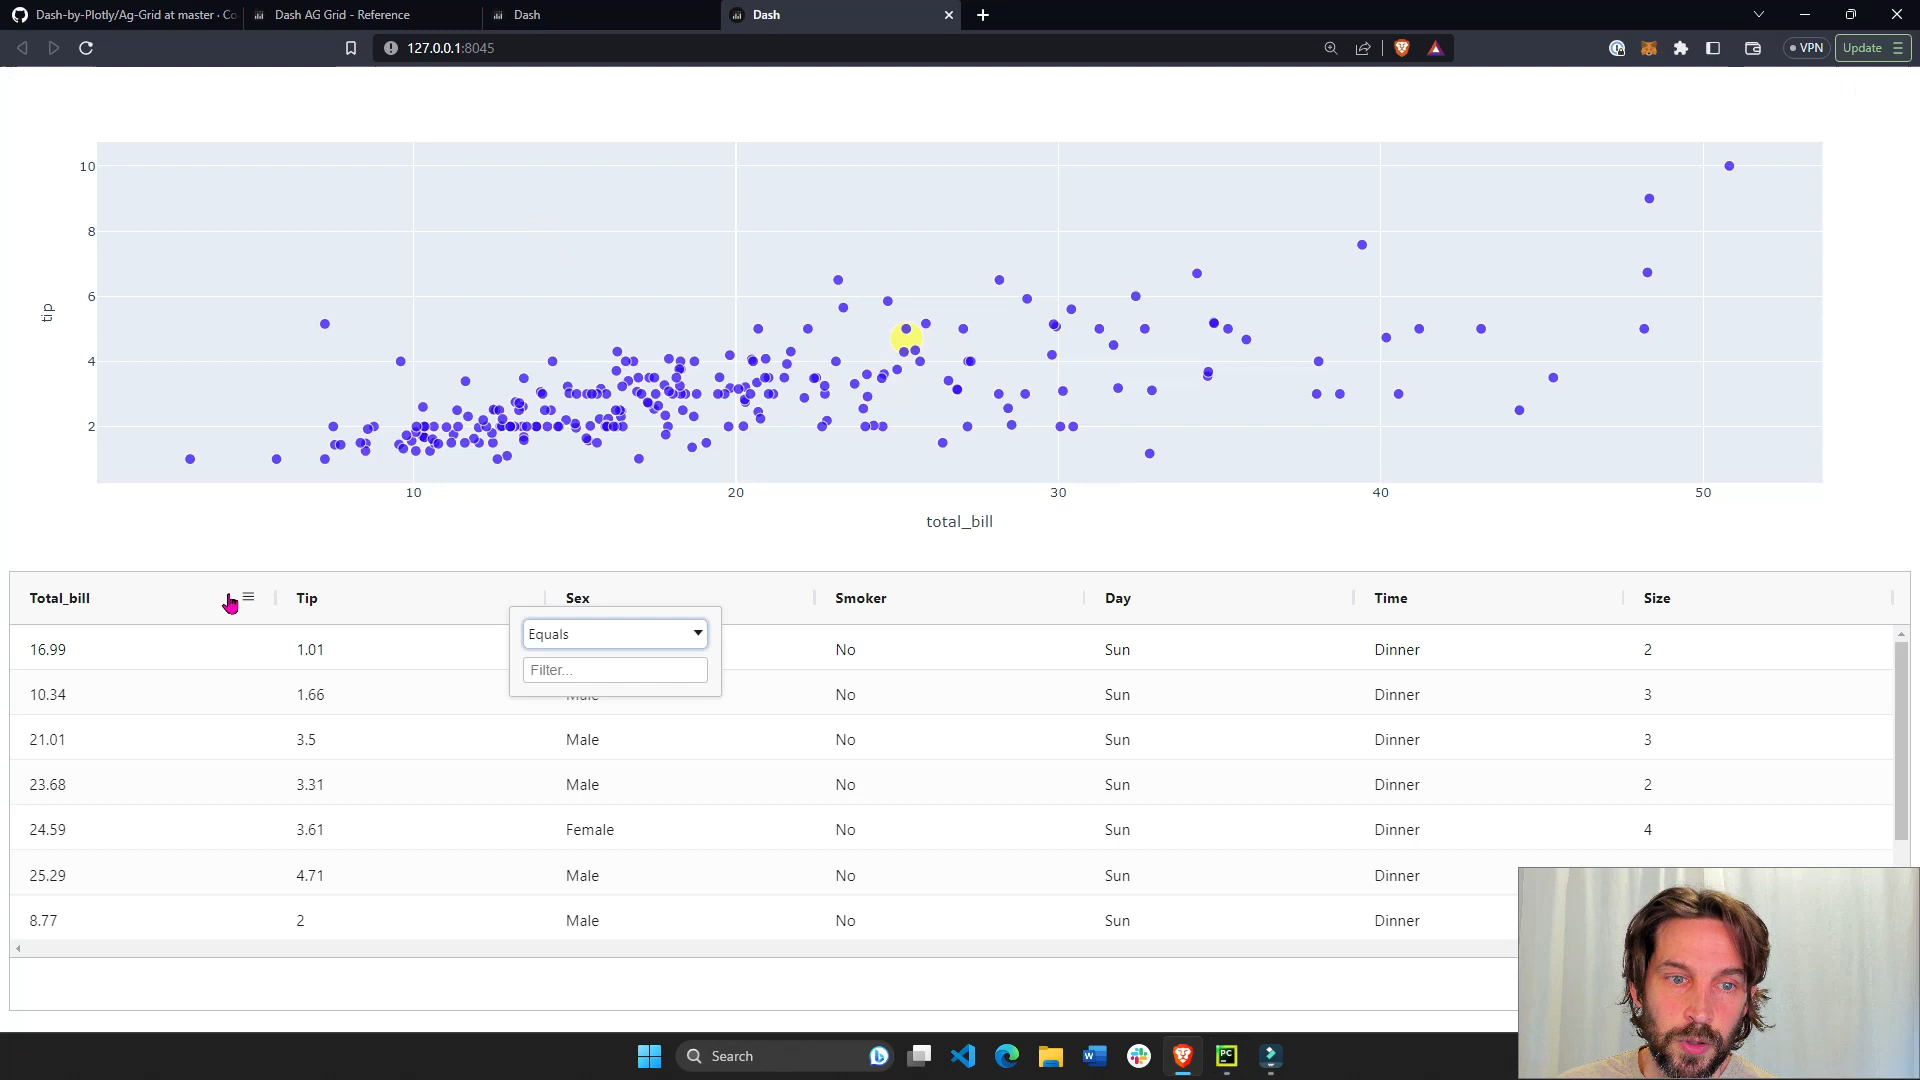 Dash-by-Plotly/Ag-Grid at master · Co
Dash AG Grid - Reference
Dash
Dash
127.0.0.1:8045
VPN
Update
10
8
6
4
2
tip
10
20
30
40
50
total_bill
Total_bill
Tip
Sex
Smoker
Day
Time
Size
Equals
Filter...
16.99
1.01
No
Sun
Dinner
2
10.34
1.66
Male
No
Sun
Dinner
3
21.01
3.5
Male
No
Sun
Dinner
3
23.68
3.31
Male
No
Sun
Dinner
2
24.59
3.61
Female
No
Sun
Dinner
4
25.29
4.71
Male
No
Sun
Dinner
8.77
2
Male
No
Sun
Dinner
Search